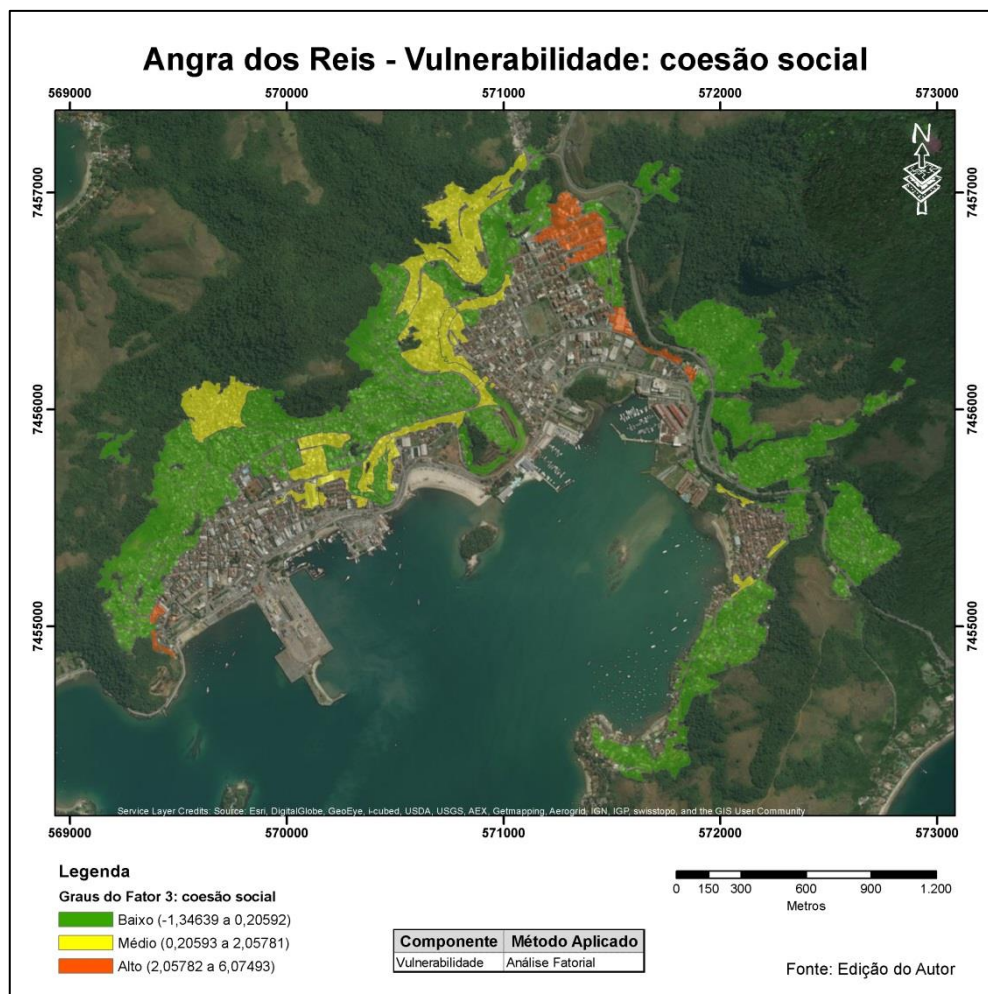 Angra dos Reis - Vulnerabilidade: coesão social
569000 570000 571000 572000 573000
N
7457000 7457000
7456000 7456000
7455000 7455000
Service Layer Credits: Source: Esri, DigitalGlobe, GeoEye, i-cubed, USDA, USGS, AEX, Getmapping, Aerogrid, IGN, IGP, swisstopo, and the GIS User Community
569000 570000 571000 572000 573000
Legenda
Graus do Fator 3: coesão social
Baixo (-1,34639 a 0,20592)
Médio (0,20593 a 2,05781)
Alto (2,05782 a 6,07493)
Componente Método Aplicado
Vulnerabilidade Análise Fatorial
0 150 300 600 900 1.200
Metros
Fonte: Edição do Autor